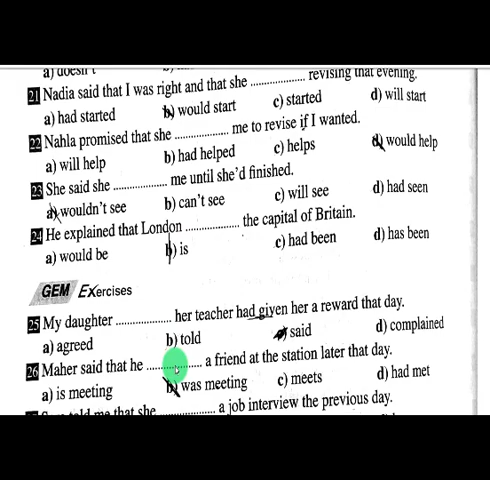 a) doesn't
21 Nadia said that I was right and that she .................. revising that evening.
a) had started b) would start c) started d) will start
22 Nahla promised that she .................. me to revise if I wanted.
a) will help b) had helped c) helps d) would help
23 She said she .................. me until she'd finished.
a) wouldn't see b) can't see c) will see d) had seen
24 He explained that London .................. the capital of Britain.
a) would be b) is c) had been d) has been
GEM Exercises
25 My daughter .................. her teacher had given her a reward that day.
a) agreed b) told c) said d) complained
26 Maher said that he .................. a friend at the station later that day.
a) is meeting b) was meeting c) meets d) had met
told me that she .................. a job interview the previous day.